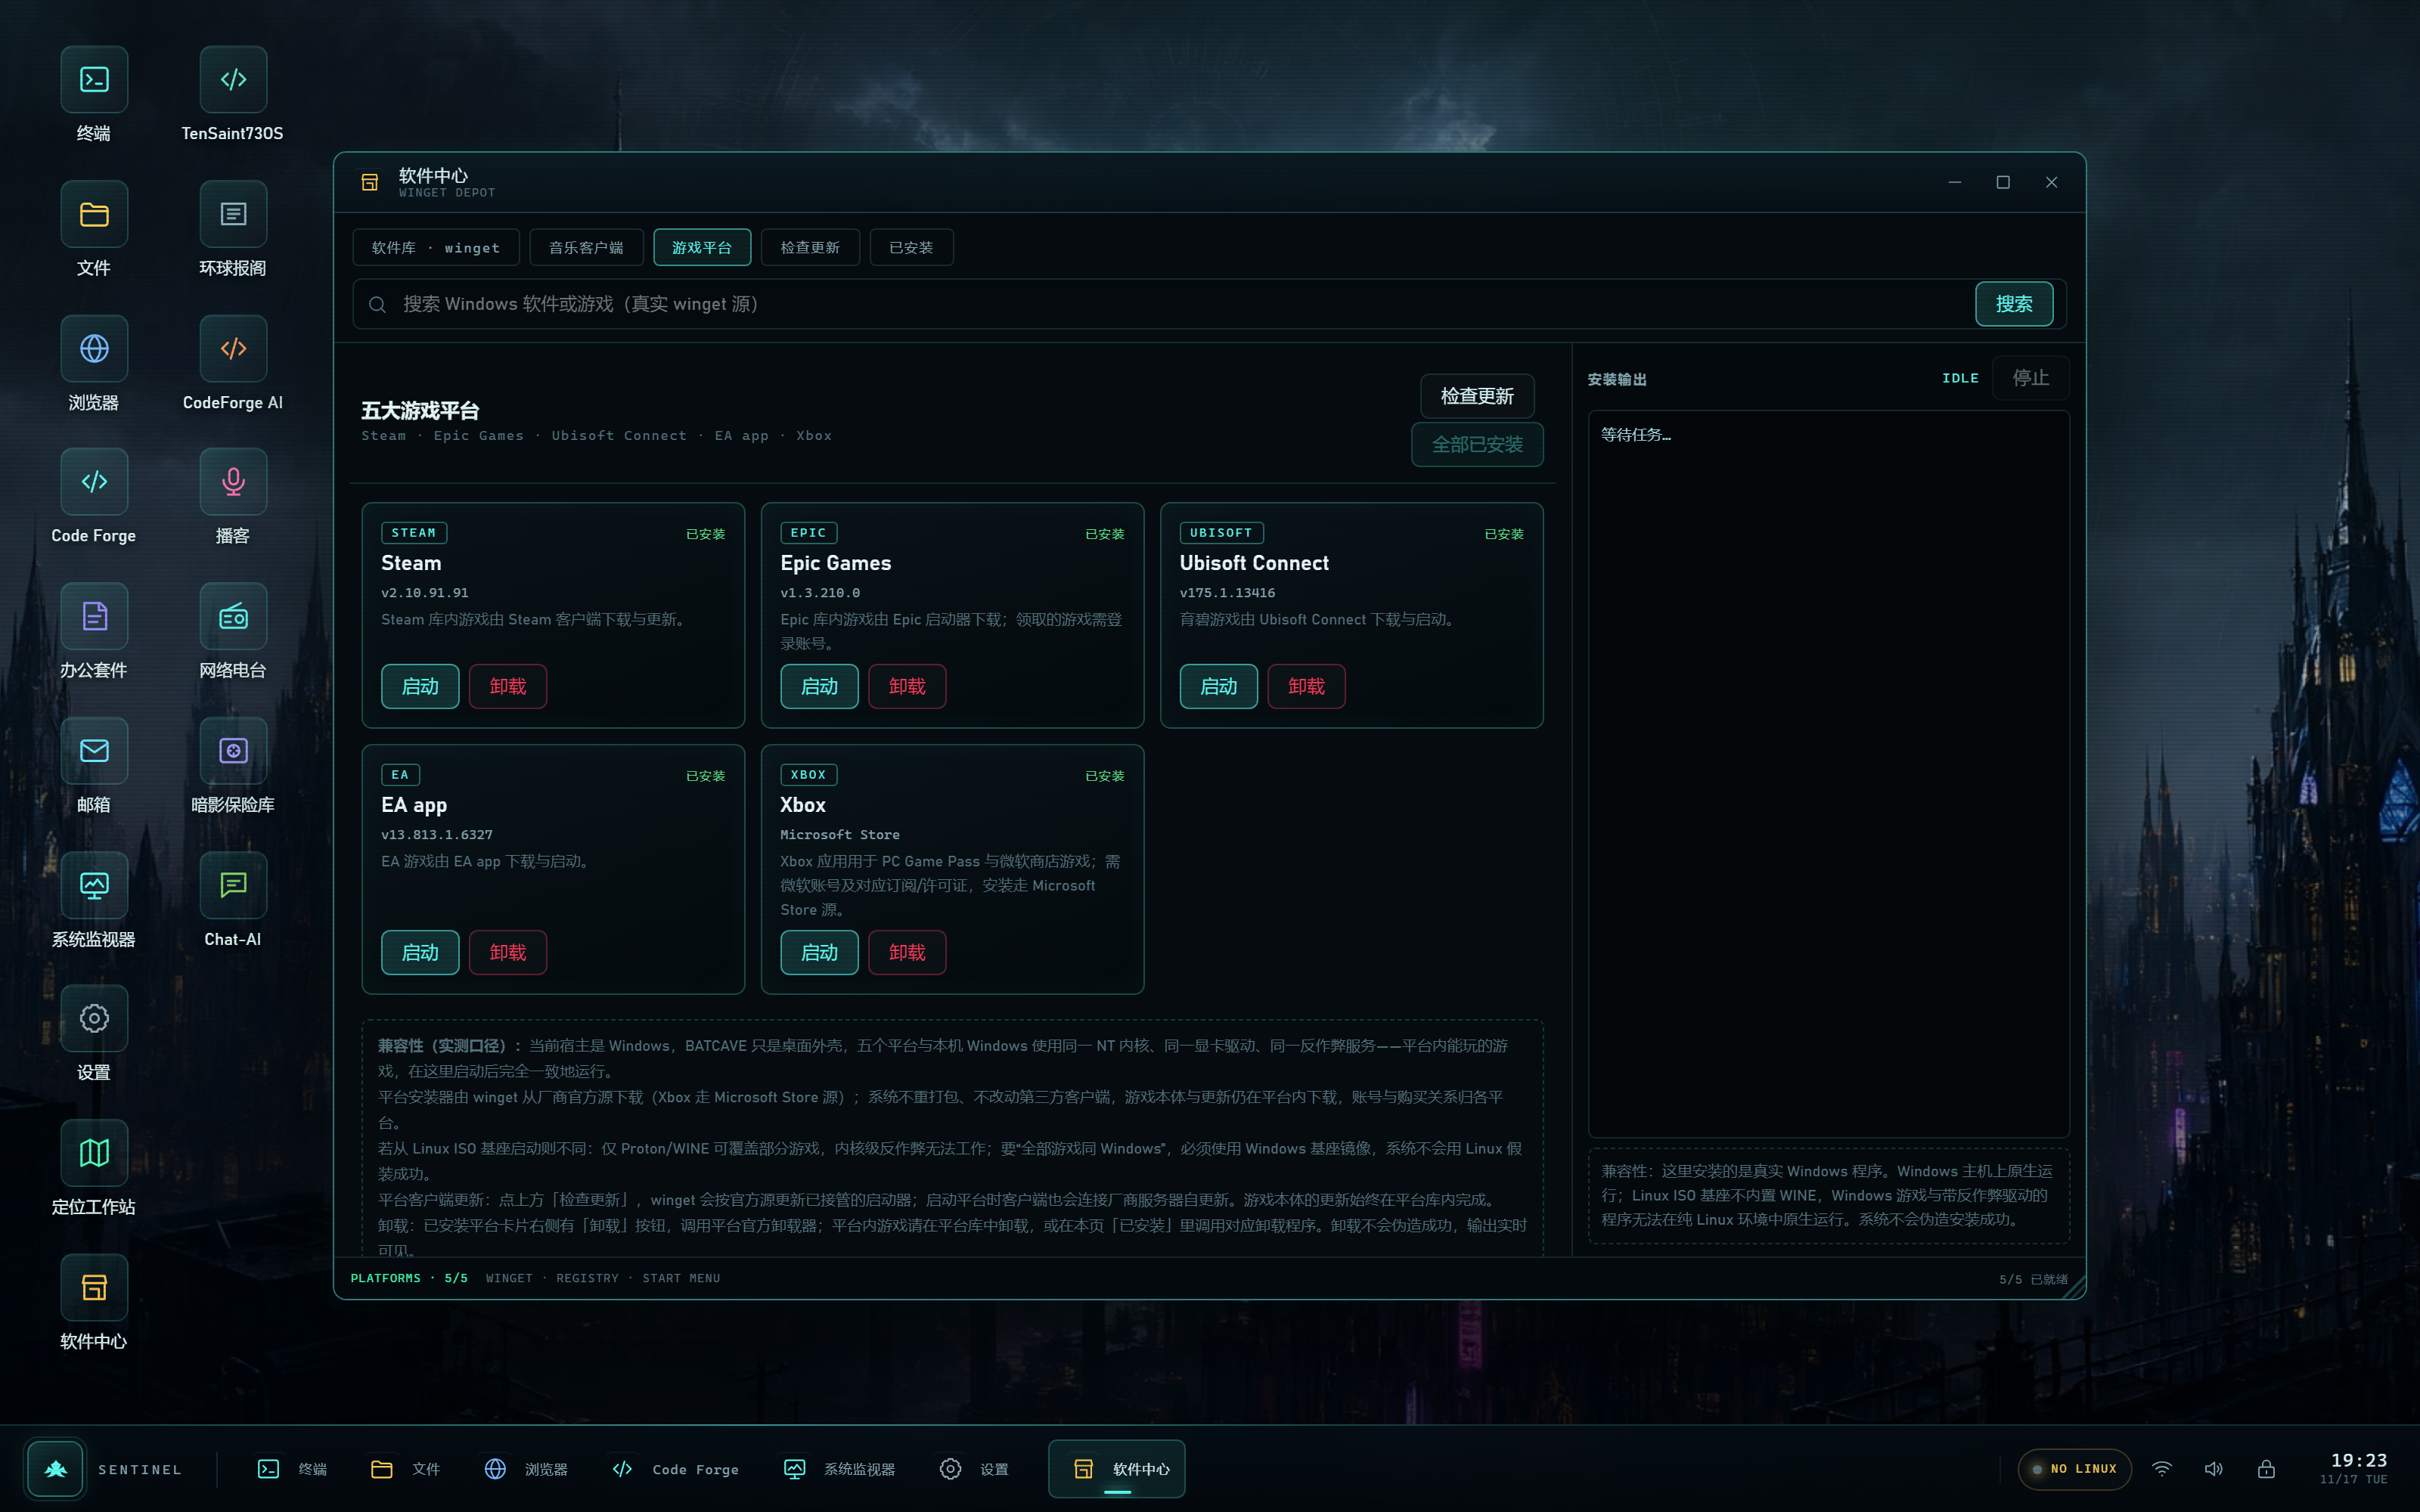 终端
TenSaint73OS
文件
环球报阁
浏览器
CodeForge AI
Code Forge
播客
办公套件
网络电台
邮箱
暗影保险库
系统监视器
Chat-AI
设置
定位工作站
软件中心
软件中心
WINGET DEPOT
软件库 · winget
音乐客户端
游戏平台
检查更新
已安装
搜索 Windows 软件或游戏（真实 winget 源）
搜索
五大游戏平台
Steam · Epic Games · Ubisoft Connect · EA app · Xbox
检查更新
全部已安装
STEAM
已安装
Steam
v2.10.91.91
Steam 库内游戏由 Steam 客户端下载与更新。
启动
卸载
EPIC
已安装
Epic Games
v1.3.210.0
Epic 库内游戏由 Epic 启动器下载；领取的游戏需登
录账号。
启动
卸载
UBISOFT
已安装
Ubisoft Connect
v175.1.13416
育碧游戏由 Ubisoft Connect 下载与启动。
启动
卸载
EA
已安装
EA app
v13.813.1.6327
EA 游戏由 EA app 下载与启动。
启动
卸载
XBOX
已安装
Xbox
Microsoft Store
Xbox 应用用于 PC Game Pass 与微软商店游戏；需
微软账号及对应订阅/许可证，安装走 Microsoft
Store 源。
启动
卸载
兼容性（实测口径）：当前宿主是 Windows，BATCAVE 只是桌面外壳，五个平台与本机 Windows 使用同一 NT 内核、同一显卡驱动、同一反作弊服务——平台内能玩的游
戏，在这里启动后完全一致地运行。
平台安装器由 winget 从厂商官方源下载（Xbox 走 Microsoft Store 源）；系统不重打包、不改动第三方客户端，游戏本体与更新仍在平台内下载，账号与购买关系归各平
台。
若从 Linux ISO 基座启动则不同：仅 Proton/WINE 可覆盖部分游戏，内核级反作弊无法工作；要"全部游戏同 Windows"，必须使用 Windows 基座镜像，系统不会用 Linux 假
装成功。
平台客户端更新：点上方「检查更新」，winget 会按官方源更新已接管的启动器；启动平台时客户端也会连接厂商服务器自更新。游戏本体的更新始终在平台库内完成。
卸载：已安装平台卡片右侧有「卸载」按钮，调用平台官方卸载器；平台内游戏请在平台库中卸载，或在本页「已安装」里调用对应卸载程序。卸载不会伪造成功，输出实时
可见。
安装输出
IDLE
停止
等待任务…
兼容性：这里安装的是真实 Windows 程序。Windows 主机上原生运
行；Linux ISO 基座不内置 WINE，Windows 游戏与带反作弊驱动的
程序无法在纯 Linux 环境中原生运行。系统不会伪造安装成功。
PLATFORMS · 5/5
WINGET · REGISTRY · START MENU
5/5 已就绪
SENTINEL
终端
文件
浏览器
Code Forge
系统监视器
设置
软件中心
NO LINUX
19:23
11/17 TUE